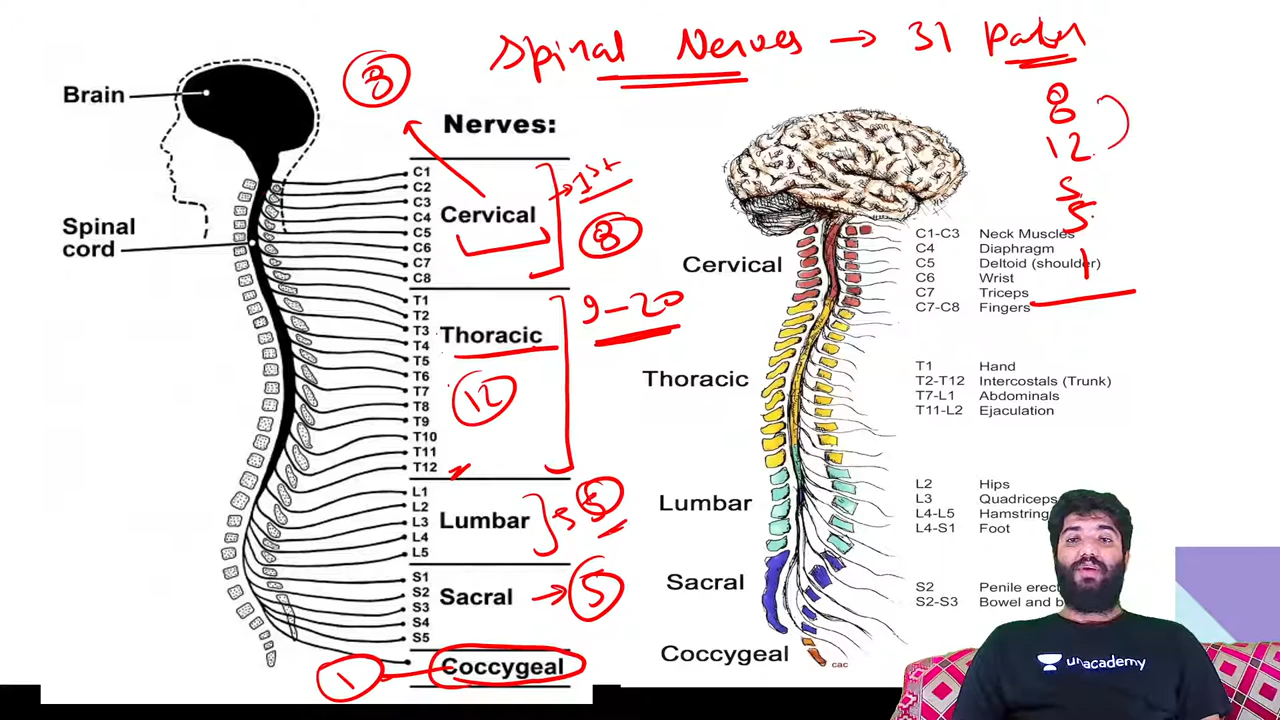 Spinal Nerves → 31 Pairs
8
12
5
5
1
8
Brain
Spinal
cord
Nerves:
C1
C2
C3
C4
C5
C6
C7
C8
Cervical
→ 1st
8
T1
T2
T3
T4
T5
T6
T7
T8
T9
T10
T11
T12
Thoracic
12
9-20
L1
L2
L3
L4
L5
Lumbar
5
5
S1
S2
S3
S4
S5
Sacral → 5
Coccygeal
1
Cervical
Thoracic
Lumbar
Sacral
Coccygeal
cac
C1-C3 Neck Muscles
C4 Diaphragm
C5 Deltoid (shoulder)
C6 Wrist
C7 Triceps
C7-C8 Fingers
T1 Hand
T2-T12 Intercostals (Trunk)
T7-L1 Abdominals
T11-L2 Ejaculation
L2 Hips
L3 Quadriceps
L4-L5 Hamstring
L4-S1 Foot
S2 Penile
S2-S3 Bowel and
unacademy